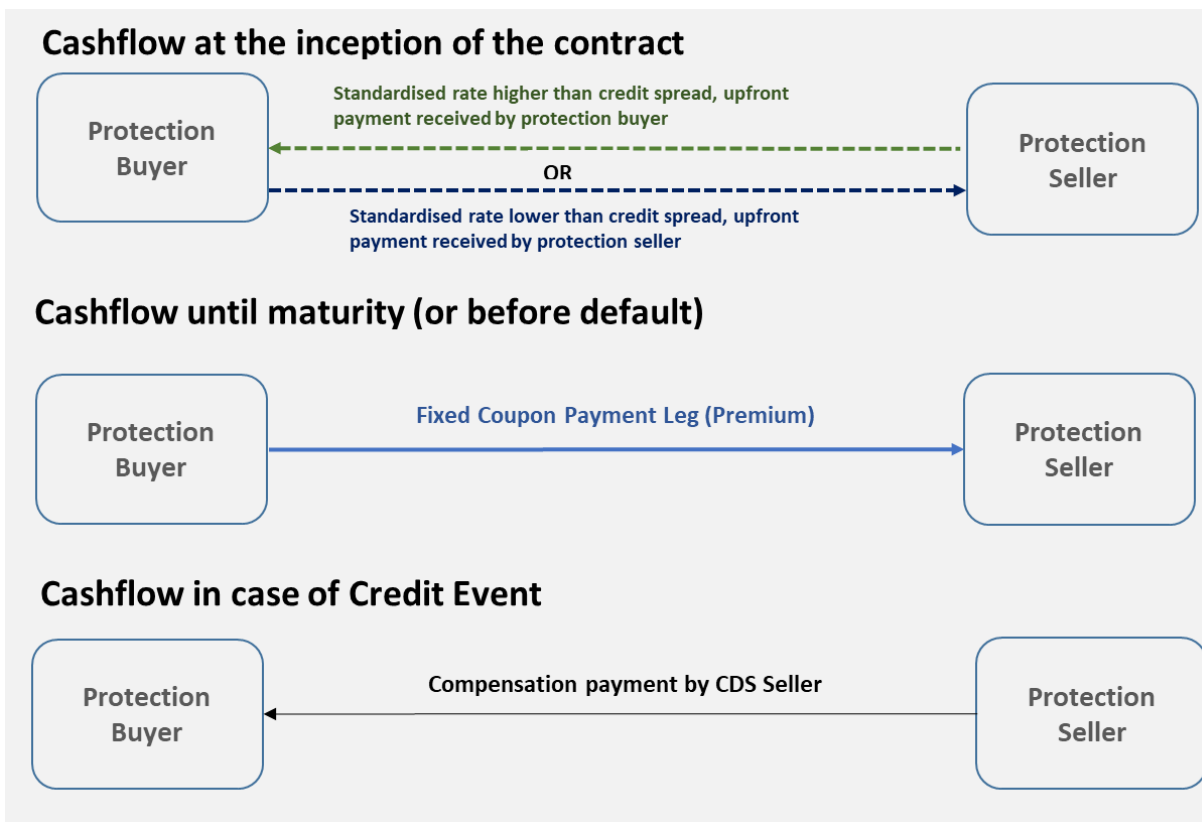 Cashflow at the inception of the contract
Protection
Buyer
Standardised rate higher than credit spread, upfront
payment received by protection buyer
OR
Standardised rate lower than credit spread, upfront
payment received by protection seller
Protection
Seller
Cashflow until maturity (or before default)
Protection
Buyer
Fixed Coupon Payment Leg (Premium)
Protection
Seller
Cashflow in case of Credit Event
Protection
Buyer
Compensation payment by CDS Seller
Protection
Seller